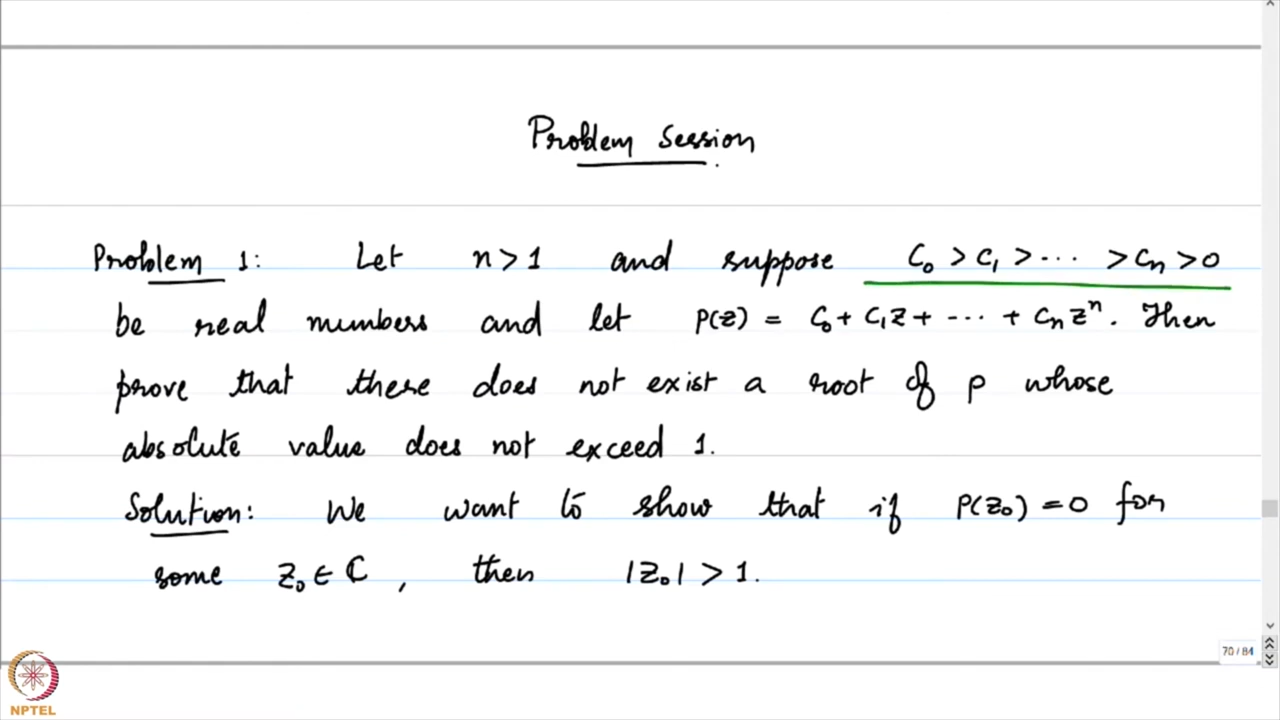 Problem Session
Problem 1: Let n > 1 and suppose C₀ > C₁ > ··· > Cₙ > 0
be real numbers and let P(z) = C₀ + C₁z + ··· + Cₙzⁿ. Then
prove that there does not exist a root of p whose
absolute value does not exceed 1.
Solution: We want to show that if P(z₀) = 0 for
some z₀ ∈ ℂ, then |z₀| > 1.
70 / 84
NPTEL